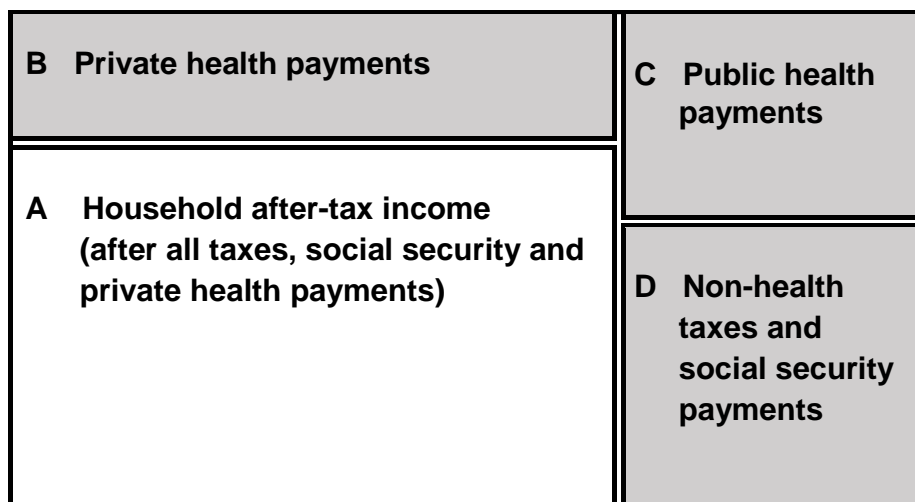 B Private health payments
C Public health
payments
A Household after-tax income
(after all taxes, social security and
private health payments)
D Non-health
taxes and
social security
payments